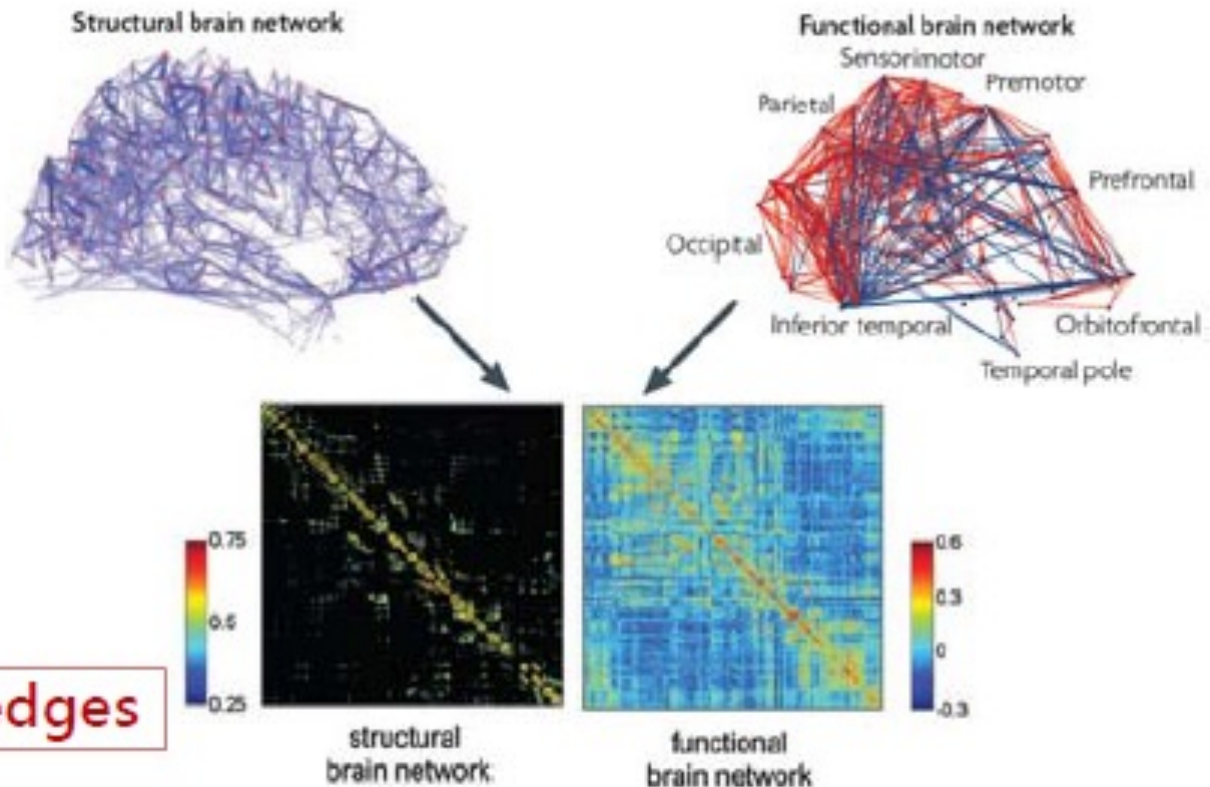 Structural brain network
Functional brain network
Sensorimotor
Premotor
Parietal
Prefrontal
Occipital
Inferior temporal
Orbitofrontal
Temporal pole
0.75
0.5
0.25
0.6
0.3
0
-0.3
edges
structural
brain network
functional
brain network